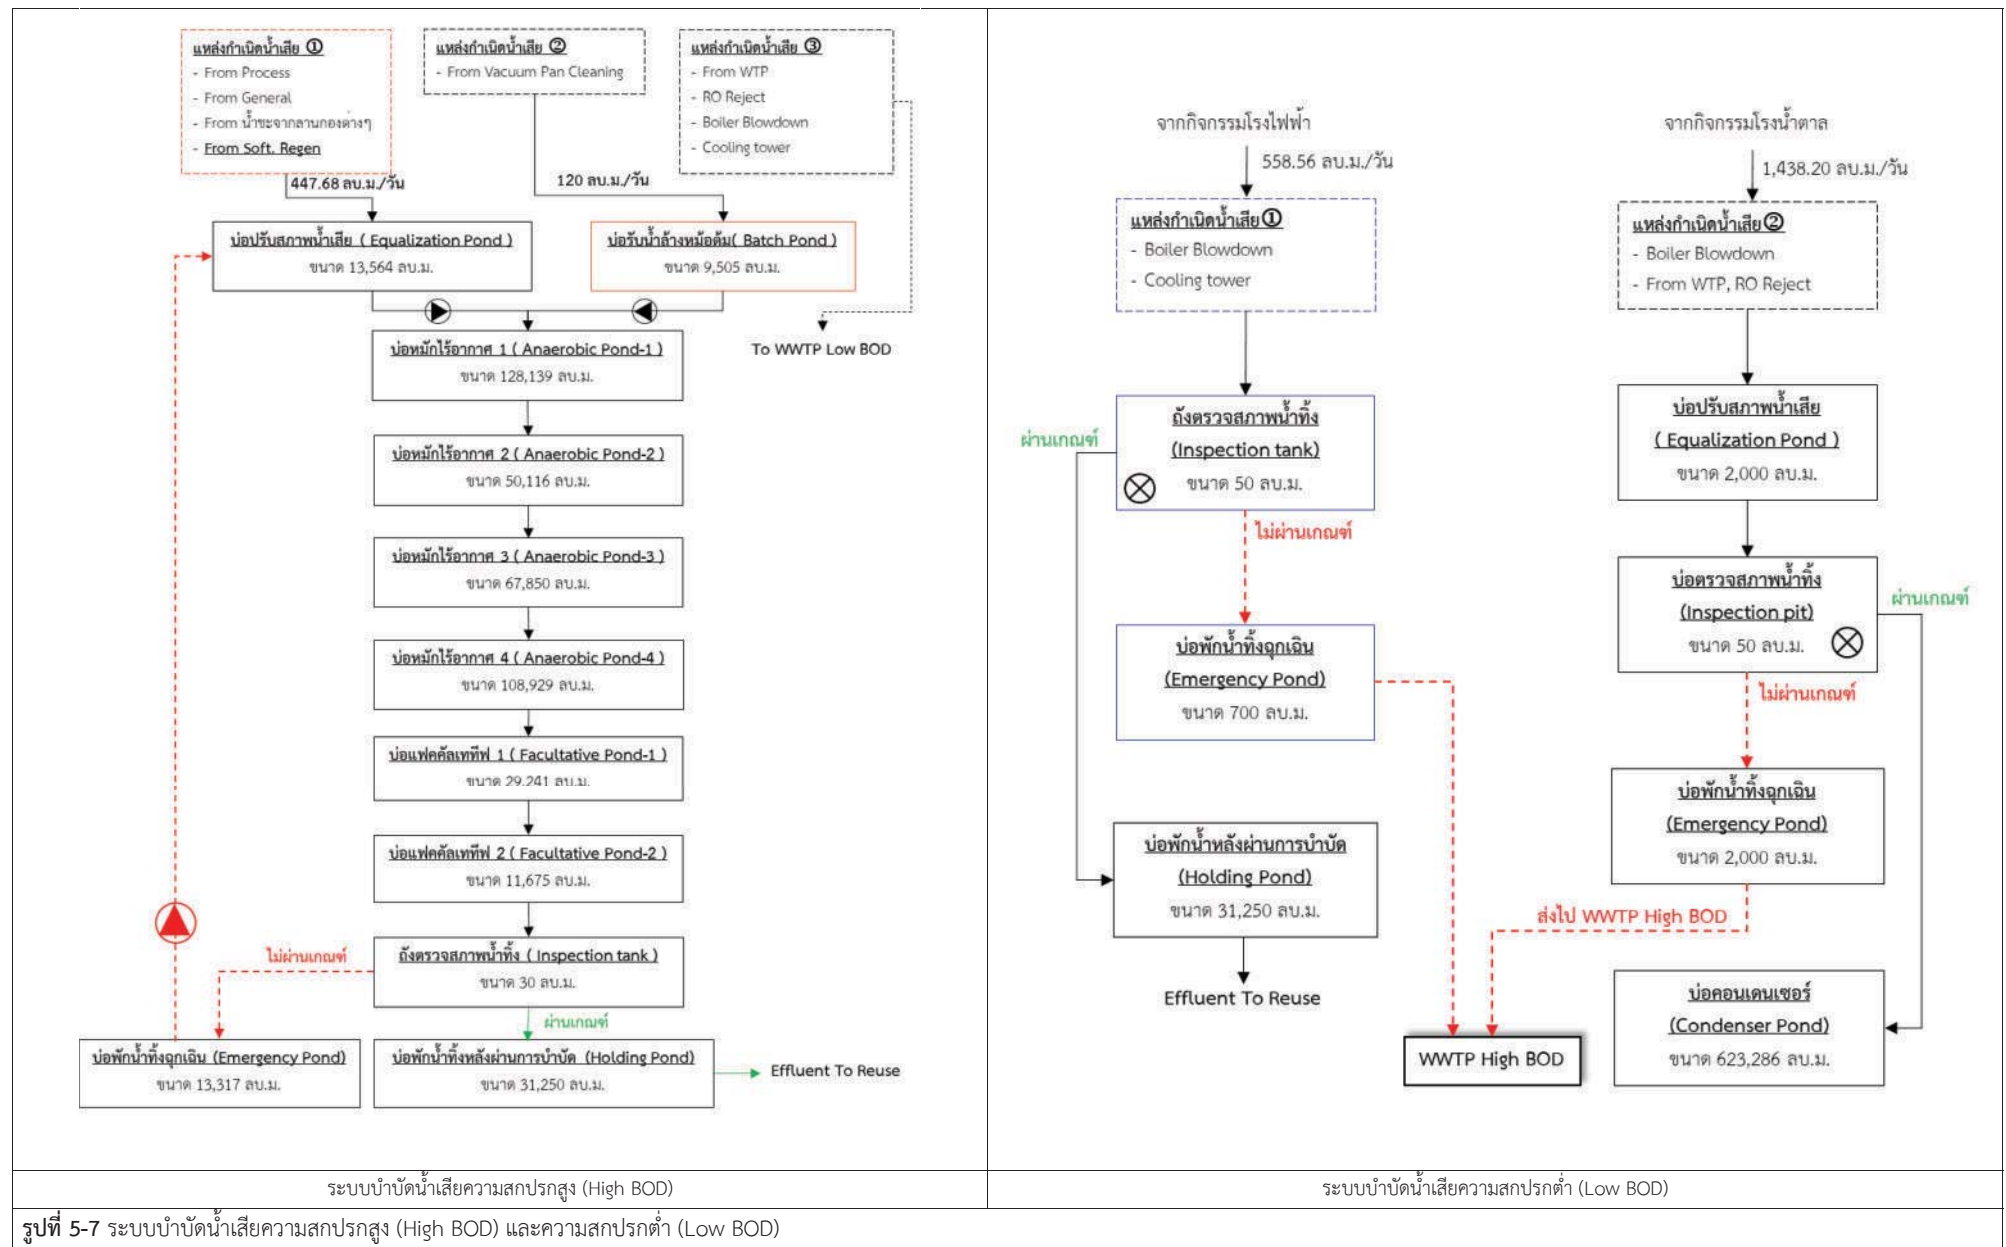 แหล่งกำเนิดน้ำเสีย ①
- From Process
- From General
- From น้ำชะจากลานกองต่างๆ
- From Soft. Regen
447.68 ลบ.ม./วัน
แหล่งกำเนิดน้ำเสีย ②
- From Vacuum Pan Cleaning
120 ลบ.ม./วัน
แหล่งกำเนิดน้ำเสีย ③
- From WTP
- RO Reject
- Boiler Blowdown
- Cooling tower
บ่อปรับสภาพน้ำเสีย ( Equalization Pond )
ขนาด 13,564 ลบ.ม.
บ่อรับน้ำล้างหม้อต้ม( Batch Pond )
ขนาด 9,505 ลบ.ม.
To WWTP Low BOD
บ่อหมักไร้อากาศ 1 ( Anaerobic Pond-1 )
ขนาด 128,139 ลบ.ม.
บ่อหมักไร้อากาศ 2 ( Anaerobic Pond-2 )
ขนาด 50,116 ลบ.ม.
บ่อหมักไร้อากาศ 3 ( Anaerobic Pond-3 )
ขนาด 67,850 ลบ.ม.
บ่อหมักไร้อากาศ 4 ( Anaerobic Pond-4 )
ขนาด 108,929 ลบ.ม.
บ่อแฟคคัลเททีฟ 1 ( Facultative Pond-1 )
ขนาด 29.241 ลบ.ม.
บ่อแฟคคัลเททีฟ 2 ( Facultative Pond-2 )
ขนาด 11,675 ลบ.ม.
ถังตรวจสภาพน้ำทิ้ง ( Inspection tank )
ขนาด 30 ลบ.ม.
ไม่ผ่านเกณฑ์
ผ่านเกณฑ์
บ่อพักน้ำทิ้งฉุกเฉิน (Emergency Pond)
ขนาด 13,317 ลบ.ม.
บ่อพักน้ำทิ้งหลังผ่านการบำบัด (Holding Pond)
ขนาด 31,250 ลบ.ม.
Effluent To Reuse
จากกิจกรรมโรงไฟฟ้า
558.56 ลบ.ม./วัน
แหล่งกำเนิดน้ำเสีย①
- Boiler Blowdown
- Cooling tower
ถังตรวจสภาพน้ำทิ้ง
(Inspection tank)
ขนาด 50 ลบ.ม.
ผ่านเกณฑ์
ไม่ผ่านเกณฑ์
บ่อพักน้ำทิ้งฉุกเฉิน
(Emergency Pond)
ขนาด 700 ลบ.ม.
บ่อพักน้ำหลังผ่านการบำบัด
(Holding Pond)
ขนาด 31,250 ลบ.ม.
Effluent To Reuse
จากกิจกรรมโรงน้ำตาล
1,438.20 ลบ.ม./วัน
แหล่งกำเนิดน้ำเสีย②
- Boiler Blowdown
- From WTP, RO Reject
บ่อปรับสภาพน้ำเสีย
( Equalization Pond )
ขนาด 2,000 ลบ.ม.
บ่อตรวจสภาพน้ำทิ้ง
(Inspection pit)
ขนาด 50 ลบ.ม.
ผ่านเกณฑ์
ไม่ผ่านเกณฑ์
บ่อพักน้ำทิ้งฉุกเฉิน
(Emergency Pond)
ขนาด 2,000 ลบ.ม.
ส่งไป WWTP High BOD
WWTP High BOD
บ่อคอนเดนเซอร์
(Condenser Pond)
ขนาด 623,286 ลบ.ม.
ระบบบำบัดน้ำเสียความสกปรกสูง (High BOD)
ระบบบำบัดน้ำเสียความสกปรกต่ำ (Low BOD)
รูปที่ 5-7 ระบบบำบัดน้ำเสียความสกปรกสูง (High BOD) และความสกปรกต่ำ (Low BOD)